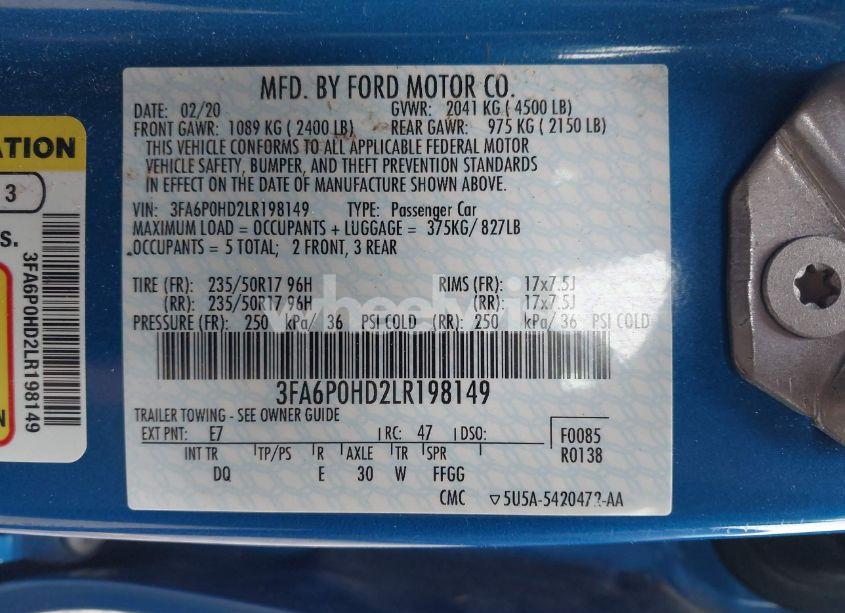 MFD. BY FORD MOTOR CO.
DATE: 02/20 GVWR: 2041 KG ( 4500 LB)
FRONT GAWR: 1089 KG ( 2400 LB) REAR GAWR: 975 KG ( 2150 LB)
THIS VEHICLE CONFORMS TO ALL APPLICABLE FEDERAL MOTOR
VEHICLE SAFETY, BUMPER, AND THEFT PREVENTION STANDARDS
IN EFFECT ON THE DATE OF MANUFACTURE SHOWN ABOVE.
VIN: 3FA6P0HD2LR198149 TYPE: Passenger Car
MAXIMUM LOAD = OCCUPANTS + LUGGAGE = 375KG/ 827LB
OCCUPANTS = 5 TOTAL; 2 FRONT, 3 REAR
TIRE (FR): 235/50R17 96H RIMS (FR): 17x7.5J
(RR): 235/50R17 96H (RR): 17x7.5J
PRESSURE (FR): 250 kPa/ 36 PSI COLD (RR): 250 kPa/ 36 PSI COLD
3FA6P0HD2LR198149
TRAILER TOWING - SEE OWNER GUIDE
EXT PNT: E7 RC: 47 DSO: F0085
INT TR TP/PS R AXLE TR SPR R0138
DQ E 30 W FFGG
CMC 5U5A-5420472-AA
ATION
3
S.
3FA6P0HD2LR198149
N